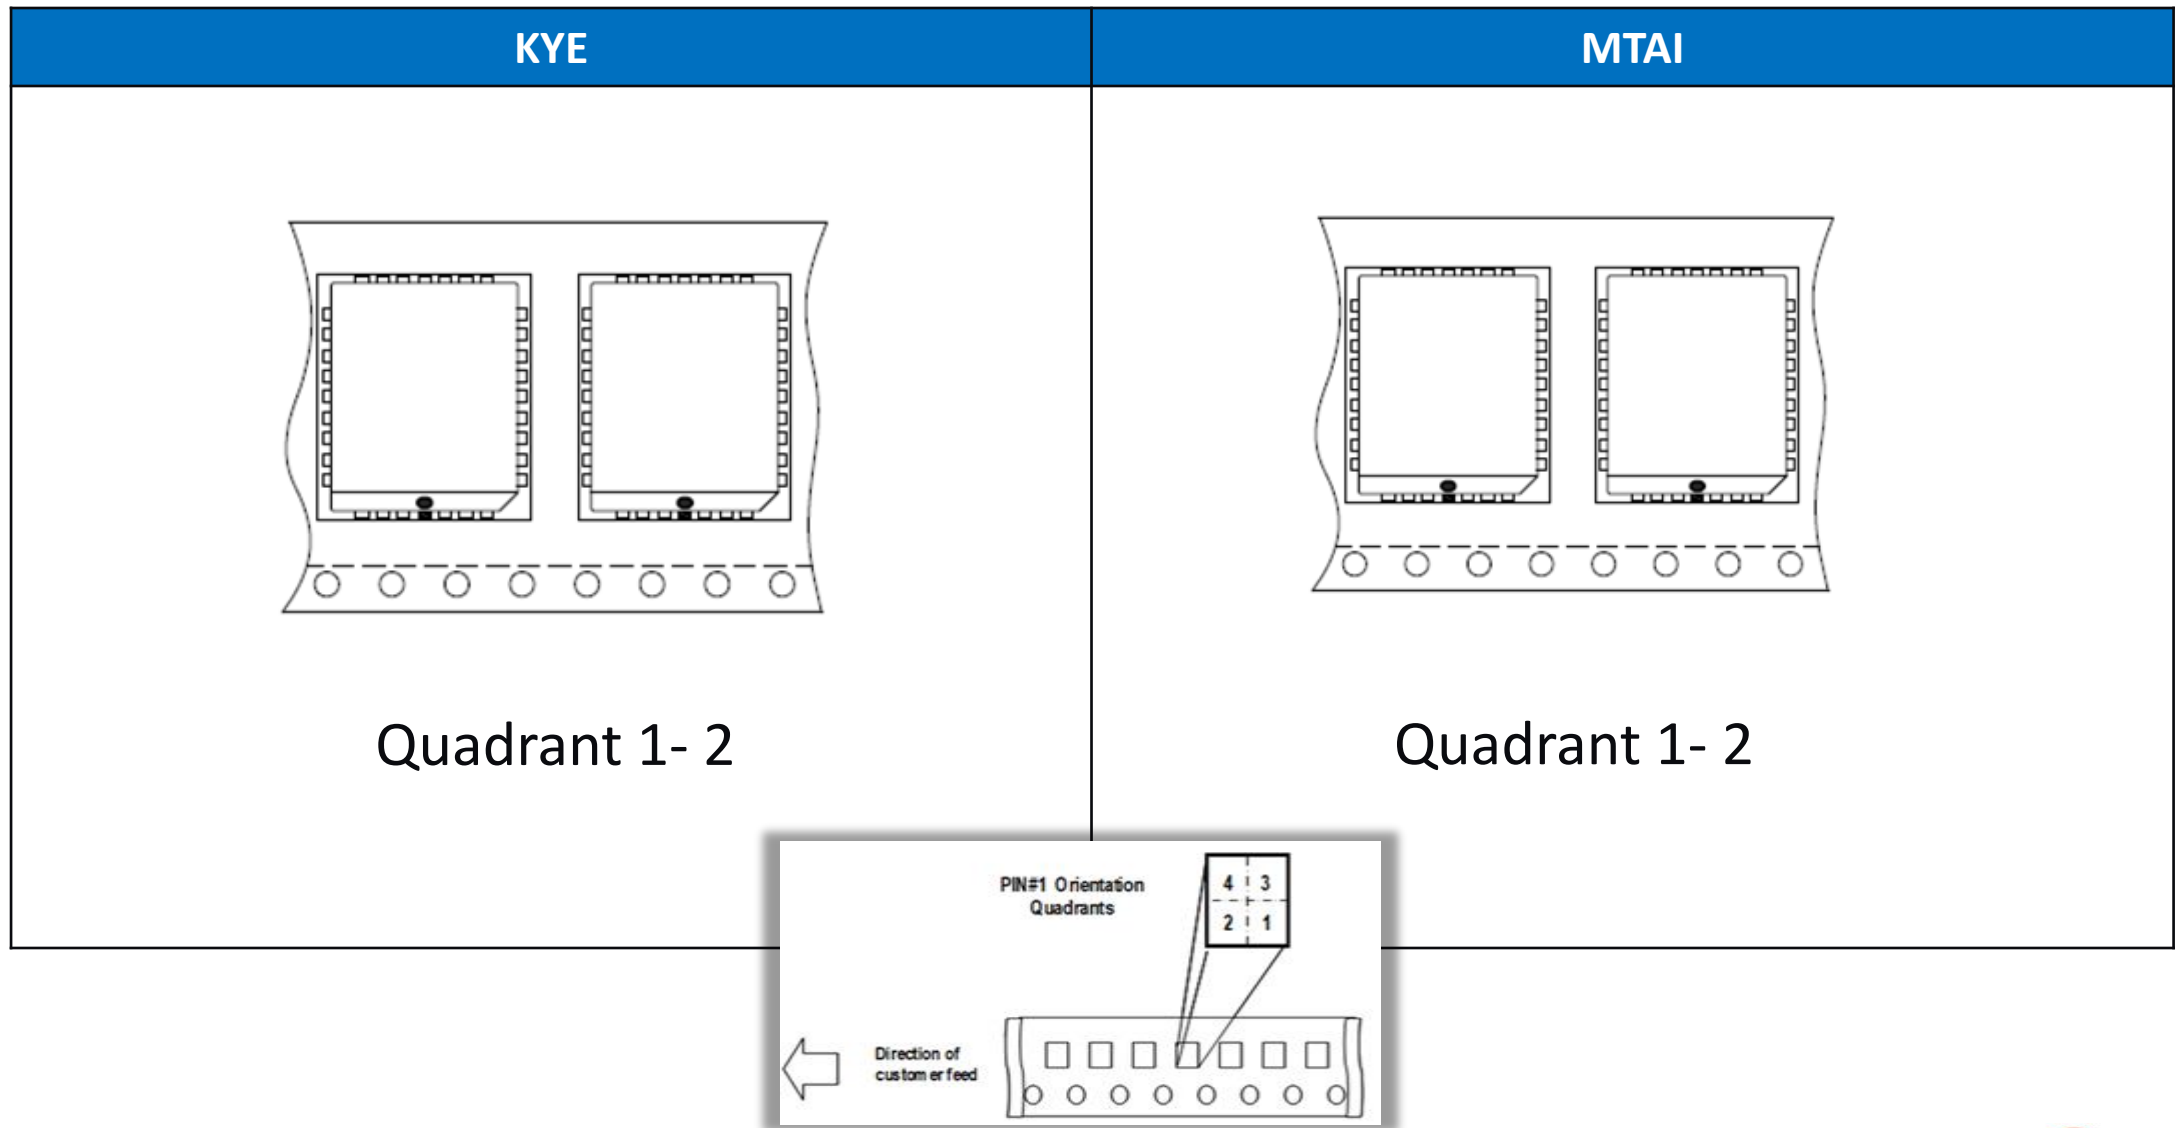 KYE
MTAI
Quadrant 1- 2
Quadrant 1- 2
PIN#1 Orientation
Quadrants
4 3
2 1
Direction of
customer feed